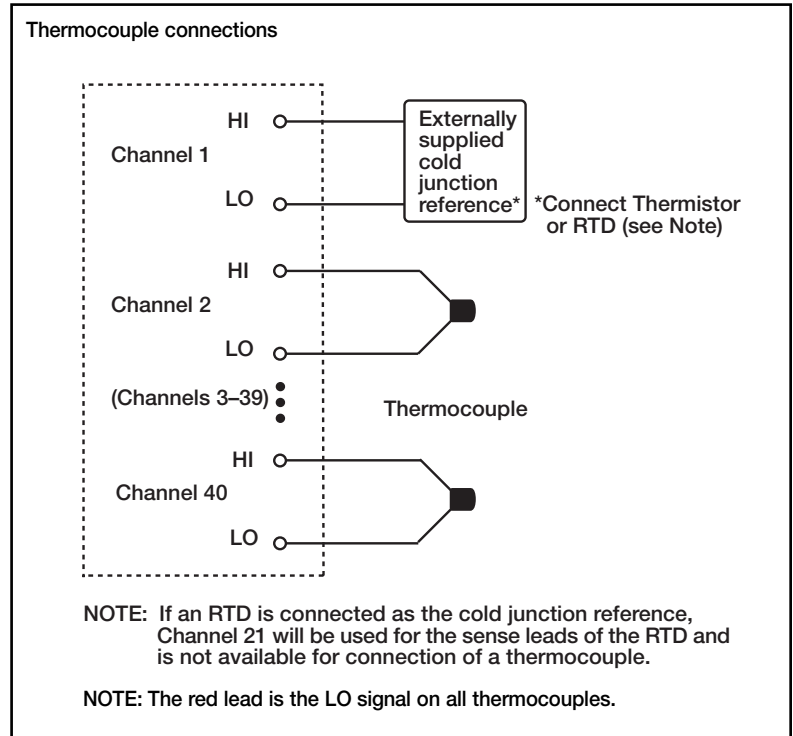 Thermocouple connections
HI
Channel 1
LO
Externally
supplied
cold
junction
reference*
*Connect Thermistor
or RTD (see Note)
HI
Channel 2
LO
(Channels 3–39)
Thermocouple
HI
Channel 40
LO
NOTE: If an RTD is connected as the cold junction reference,
Channel 21 will be used for the sense leads of the RTD and
is not available for connection of a thermocouple.
NOTE: The red lead is the LO signal on all thermocouples.